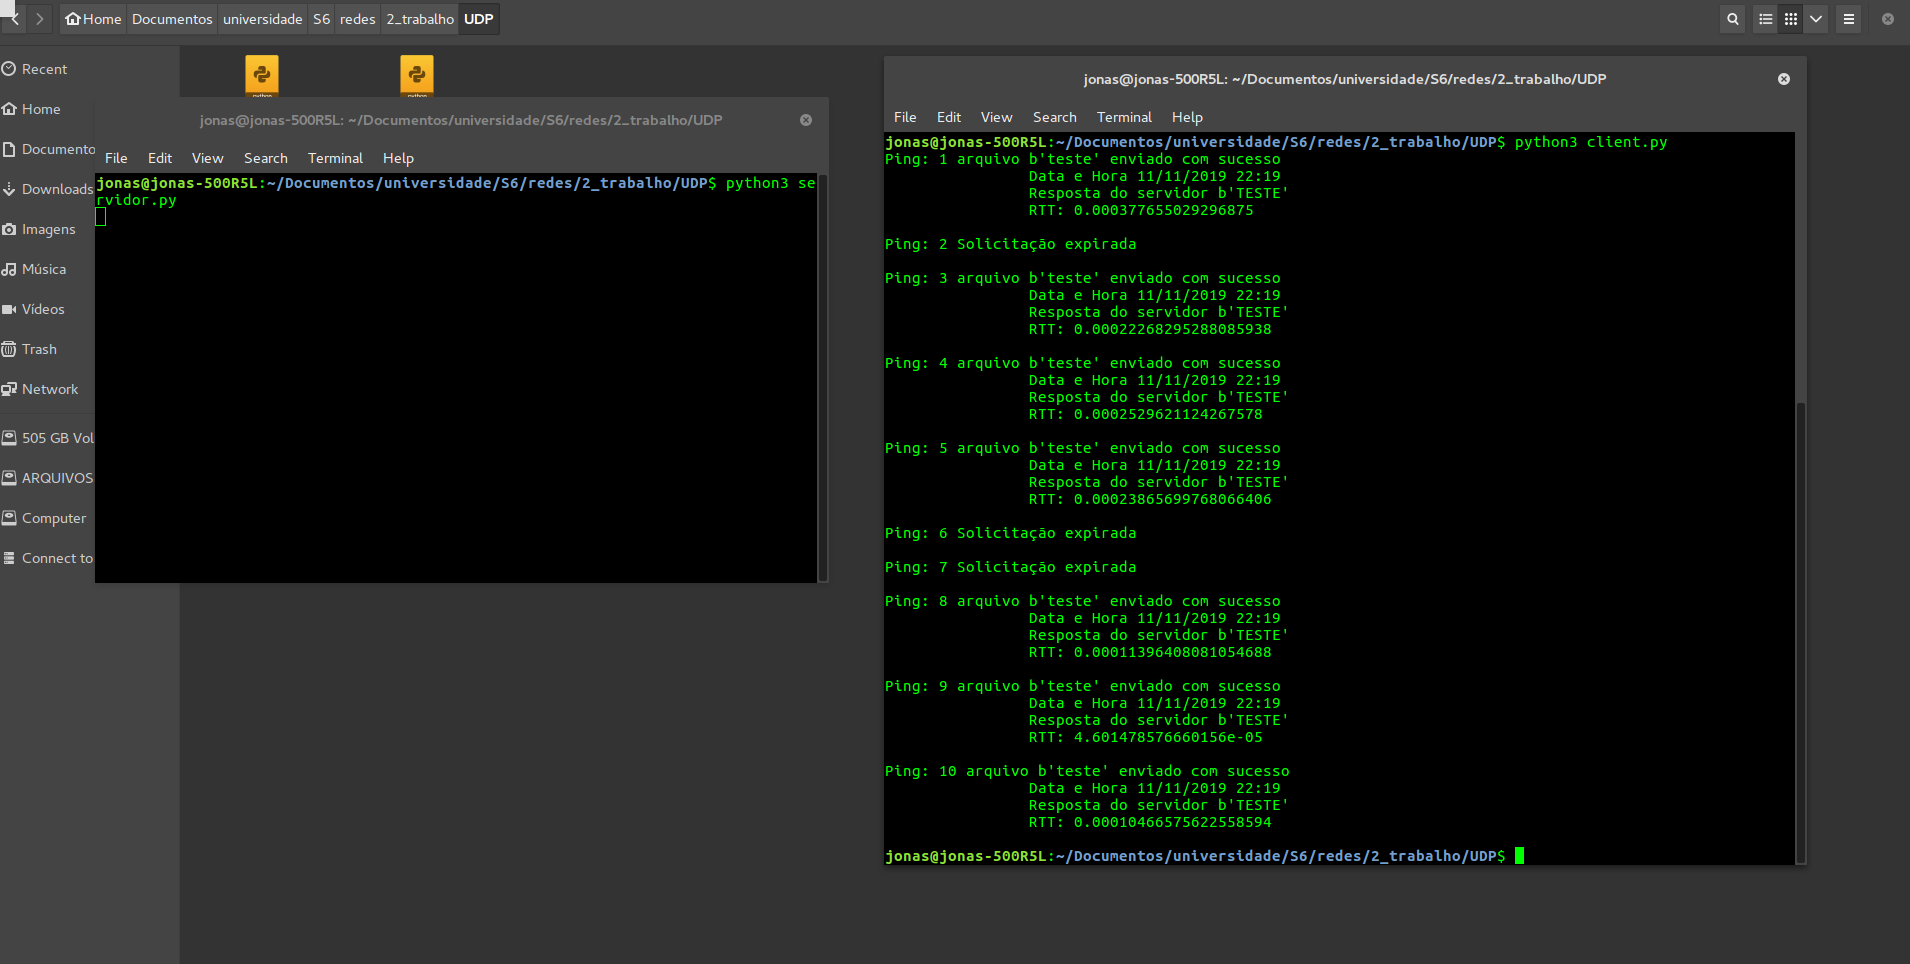 Home Documentos universidade S6 redes 2_trabalho UDP
Recent
Home
Documento
Downloads
Imagens
Música
Vídeos
Trash
Network
505 GB Vol
ARQUIVOS
Computer
Connect to
python
python
jonas@jonas-500R5L: ~/Documentos/universidade/S6/redes/2_trabalho/UDP
File Edit View Search Terminal Help
jonas@jonas-500R5L:~/Documentos/universidade/S6/redes/2_trabalho/UDP$ python3 se
rvidor.py
jonas@jonas-500R5L: ~/Documentos/universidade/S6/redes/2_trabalho/UDP
File Edit View Search Terminal Help
jonas@jonas-500R5L:~/Documentos/universidade/S6/redes/2_trabalho/UDP$ python3 client.py
Ping: 1 arquivo b'teste' enviado com sucesso
Data e Hora 11/11/2019 22:19
Resposta do servidor b'TESTE'
RTT: 0.000377655029296875
Ping: 2 Solicitação expirada
Ping: 3 arquivo b'teste' enviado com sucesso
Data e Hora 11/11/2019 22:19
Resposta do servidor b'TESTE'
RTT: 0.00022268295288085938
Ping: 4 arquivo b'teste' enviado com sucesso
Data e Hora 11/11/2019 22:19
Resposta do servidor b'TESTE'
RTT: 0.0002529621124267578
Ping: 5 arquivo b'teste' enviado com sucesso
Data e Hora 11/11/2019 22:19
Resposta do servidor b'TESTE'
RTT: 0.00023865699768066406
Ping: 6 Solicitação expirada
Ping: 7 Solicitação expirada
Ping: 8 arquivo b'teste' enviado com sucesso
Data e Hora 11/11/2019 22:19
Resposta do servidor b'TESTE'
RTT: 0.00011396408081054688
Ping: 9 arquivo b'teste' enviado com sucesso
Data e Hora 11/11/2019 22:19
Resposta do servidor b'TESTE'
RTT: 4.601478576660156e-05
Ping: 10 arquivo b'teste' enviado com sucesso
Data e Hora 11/11/2019 22:19
Resposta do servidor b'TESTE'
RTT: 0.00010466575622558594
jonas@jonas-500R5L:~/Documentos/universidade/S6/redes/2_trabalho/UDP$